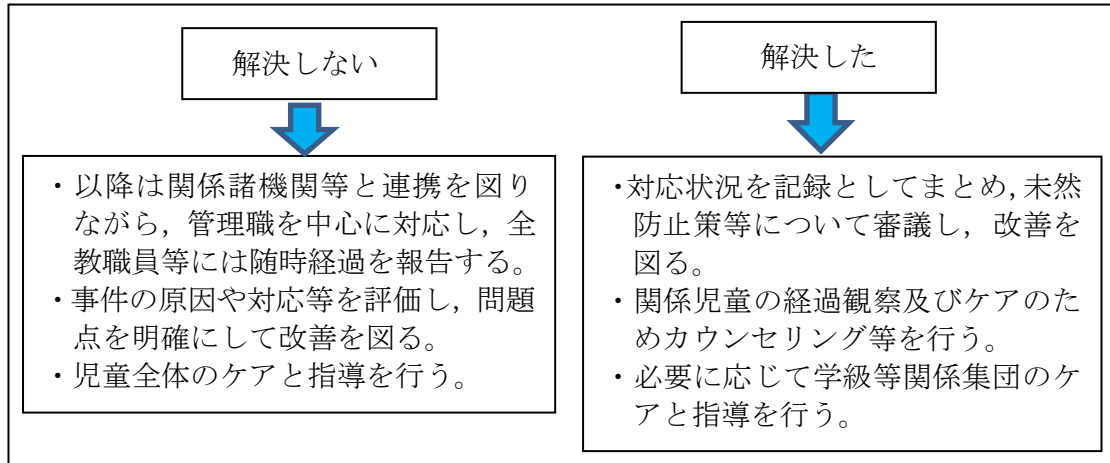 解決しない
・以降は関係諸機関等と連携を図り
ながら，管理職を中心に対応し，全
教職員等には随時経過を報告する。
・事件の原因や対応等を評価し，問題
点を明確にして改善を図る。
・児童全体のケアと指導を行う。
解決した
・対応状況を記録としてまとめ，未然
防止策等について審議し，改善を
図る。
・関係児童の経過観察及びケアのた
めカウンセリング等を行う。
・必要に応じて学級等関係集団のケ
アと指導を行う。